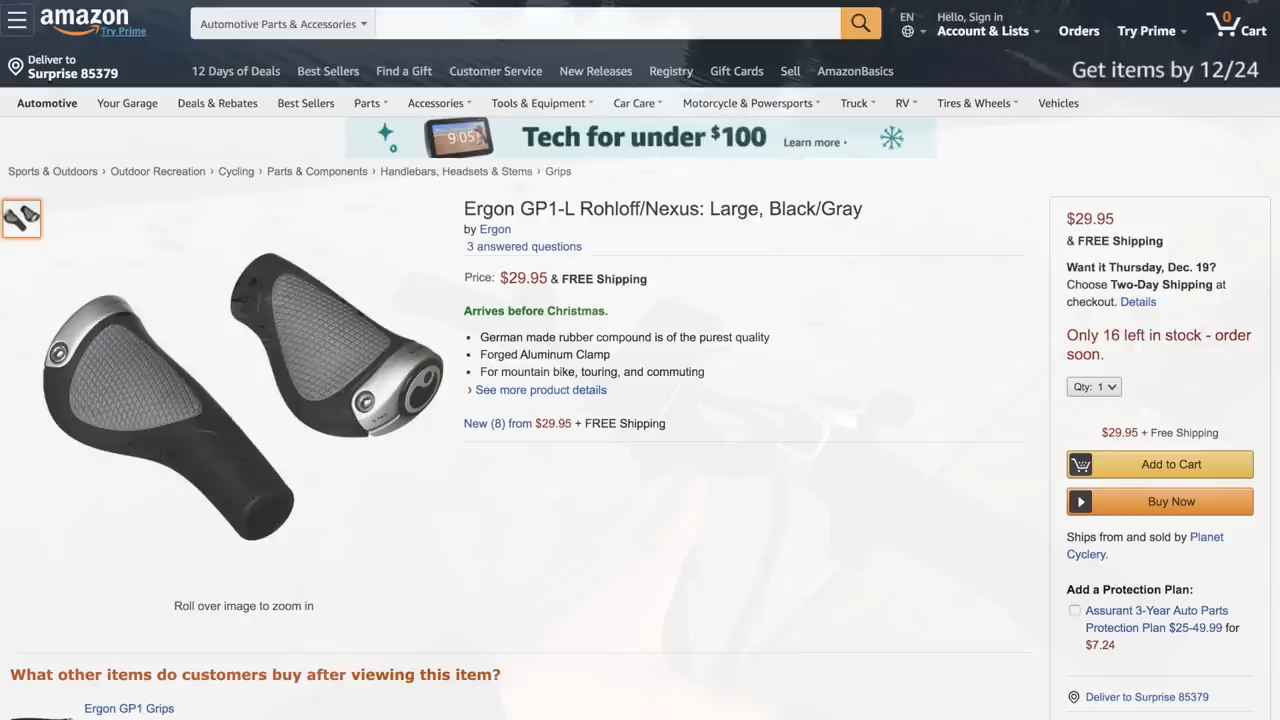 amazon
Try Prime
Automotive Parts & Accessories
EN
Hello, Sign in
Account & Lists
Orders
Try Prime
0
Cart
Deliver to
Surprise 85379
12 Days of Deals
Best Sellers
Find a Gift
Customer Service
New Releases
Registry
Gift Cards
Sell
AmazonBasics
Get items by 12/24
Automotive
Your Garage
Deals & Rebates
Best Sellers
Parts
Accessories
Tools & Equipment
Car Care
Motorcycle & Powersports
Truck
RV
Tires & Wheels
Vehicles
9:05
Tech for under $100
Learn more ›
Sports & Outdoors › Outdoor Recreation › Cycling › Parts & Components › Handlebars, Headsets & Stems › Grips
Ergon GP1-L Rohloff/Nexus: Large, Black/Gray
by Ergon
3 answered questions
Price: $29.95 & FREE Shipping
Arrives before Christmas.
• German made rubber compound is of the purest quality
• Forged Aluminum Clamp
• For mountain bike, touring, and commuting
› See more product details
New (8) from $29.95 + FREE Shipping
Roll over image to zoom in
$29.95
& FREE Shipping
Want it Thursday, Dec. 19?
Choose Two-Day Shipping at
checkout. Details
Only 16 left in stock - order
soon.
Qty: 1
$29.95 + Free Shipping
Add to Cart
Buy Now
Ships from and sold by Planet
Cyclery.
Add a Protection Plan:
Assurant 3-Year Auto Parts
Protection Plan $25-49.99 for
$7.24
Deliver to Surprise 85379
What other items do customers buy after viewing this item?
Ergon GP1 Grips